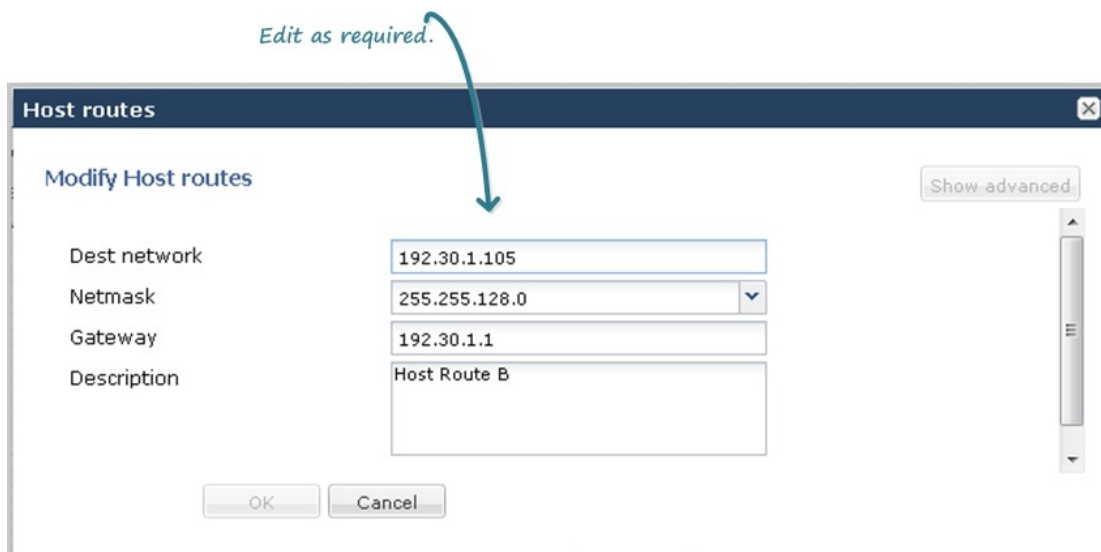 Edit as required.
Host routes
Modify Host routes
Show advanced
Dest network
192.30.1.105
Netmask
255.255.128.0
Gateway
192.30.1.1
Description
Host Route B
OK
Cancel